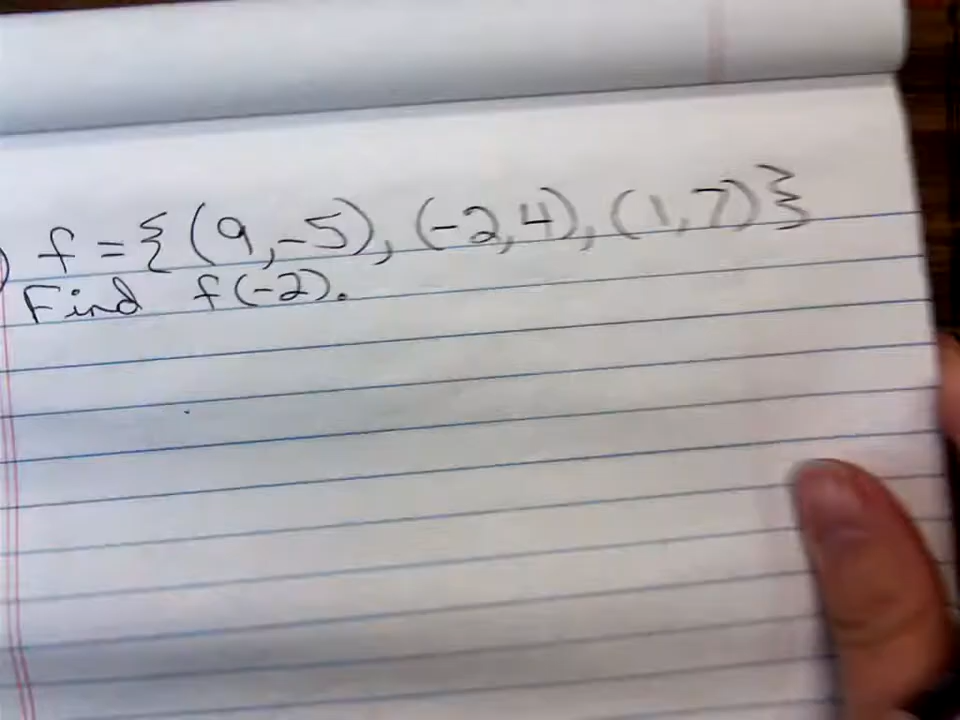 ) f = {(9,-5), (-2,4), (1,7)}
Find f(-2).